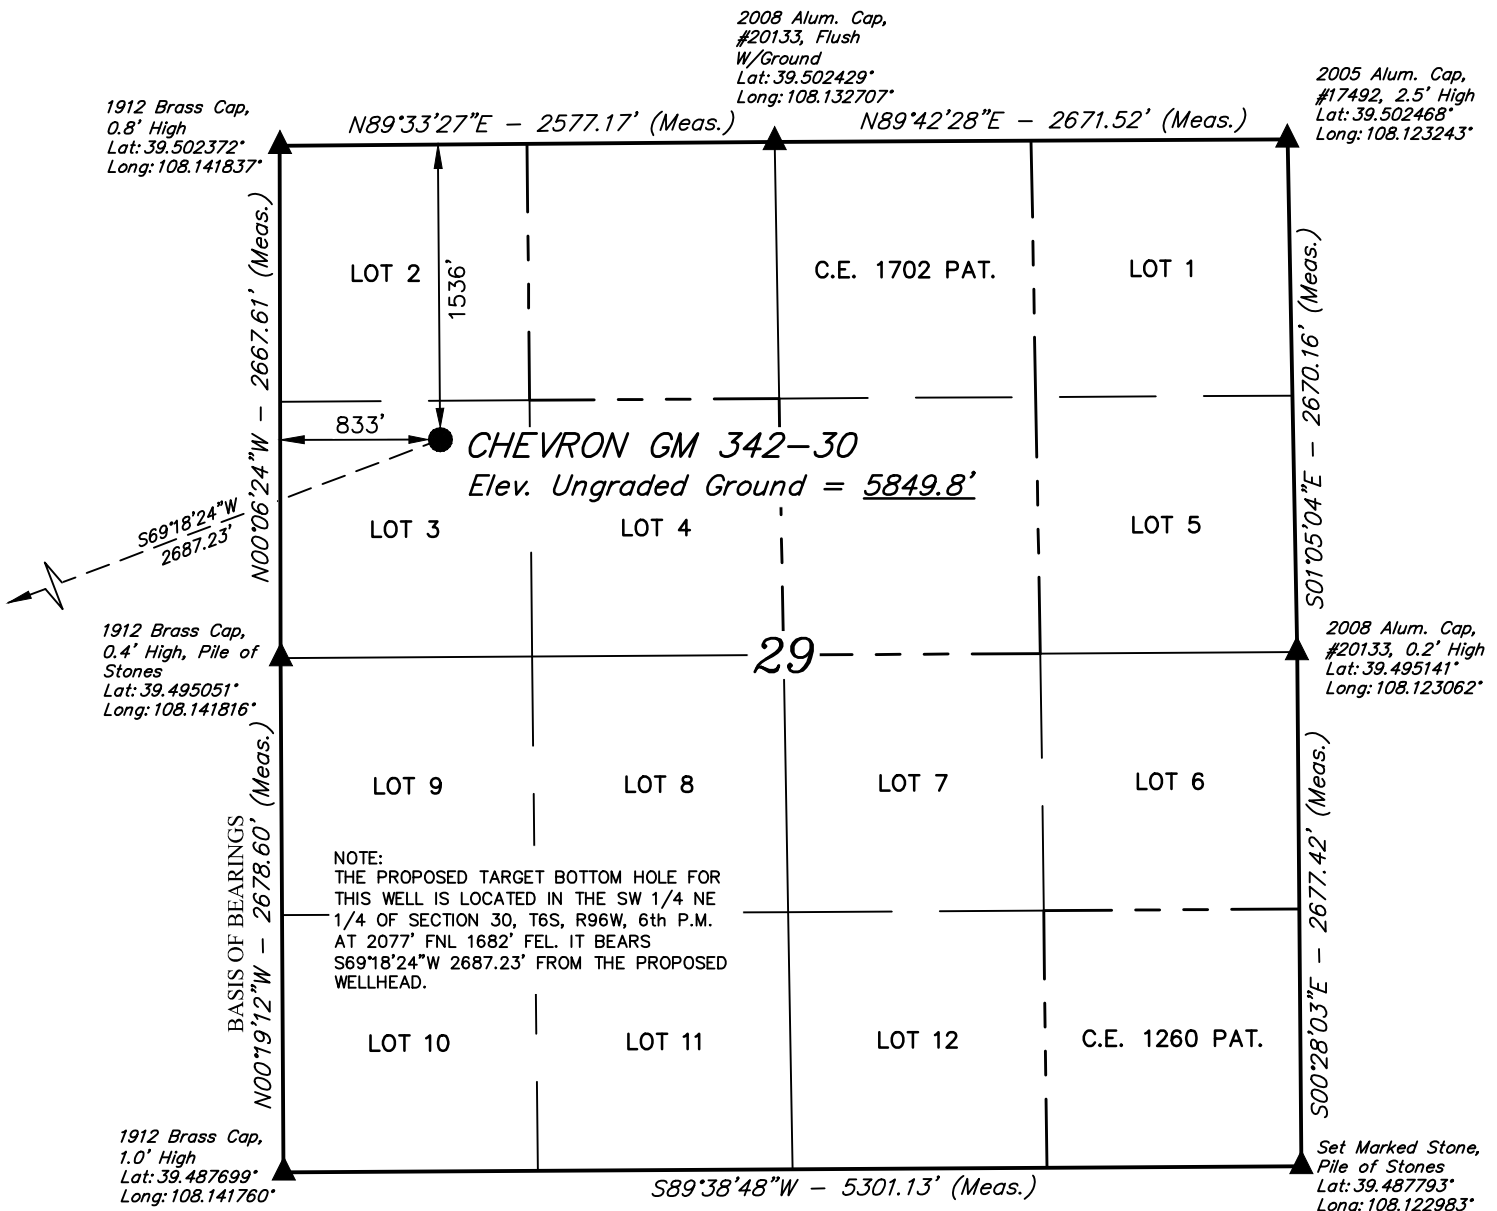 2008 Alum. Cap,
#20133, Flush
W/Ground
Lat: 39.502429°
Long: 108.132707°
2005 Alum. Cap,
#17492, 2.5' High
Lat: 39.502468°
Long: 108.123243°
1912 Brass Cap,
0.8' High
Lat: 39.502372°
Long: 108.141837°
N89°33'27"E - 2577.17' (Meas.)
N89°42'28"E - 2671.52' (Meas.)
N00°06'24"W - 2667.61' (Meas.)
S01°05'04"E - 2670.16' (Meas.)
LOT 2
1536'
C.E. 1702 PAT.
LOT 1
833'
CHEVRON GM 342-30
Elev. Ungraded Ground = 5849.8'
S69°18'24"W
2687.23'
LOT 3
LOT 4
LOT 5
1912 Brass Cap,
0.4' High, Pile of
Stones
Lat: 39.495051°
Long: 108.141816°
29
2008 Alum. Cap,
#20133, 0.2' High
Lat: 39.495141°
Long: 108.123062°
LOT 9
LOT 8
LOT 7
LOT 6
BASIS OF BEARINGS
N00°19'12"W - 2678.60' (Meas.)
S00°28'03"E - 2677.42' (Meas.)
NOTE:
THE PROPOSED TARGET BOTTOM HOLE FOR
THIS WELL IS LOCATED IN THE SW 1/4 NE
1/4 OF SECTION 30, T6S, R96W, 6th P.M.
AT 2077' FNL 1682' FEL. IT BEARS
S69°18'24"W 2687.23' FROM THE PROPOSED
WELLHEAD.
LOT 10
LOT 11
LOT 12
C.E. 1260 PAT.
1912 Brass Cap,
1.0' High
Lat: 39.487699°
Long: 108.141760°
S89°38'48"W - 5301.13' (Meas.)
Set Marked Stone,
Pile of Stones
Lat: 39.487793°
Long: 108.122983°